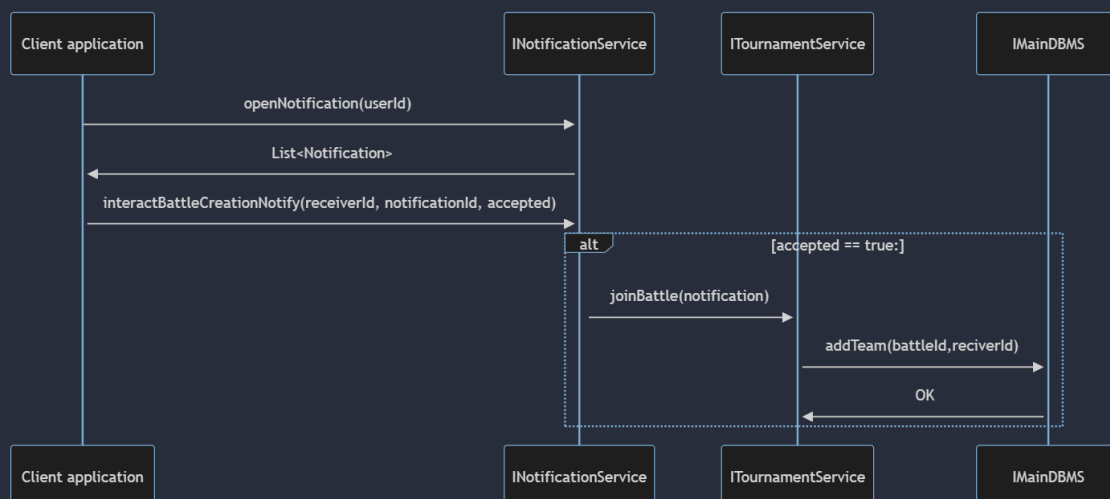 Client application
INotificationService
ITournamentService
IMainDBMS
openNotification(userId)
List<Notification>
interactBattleCreationNotify(receiverId, notificationId, accepted)
alt
[accepted == true:]
joinBattle(notification)
addTeam(battleId,reciverId)
OK
Client application
INotificationService
ITournamentService
IMainDBMS